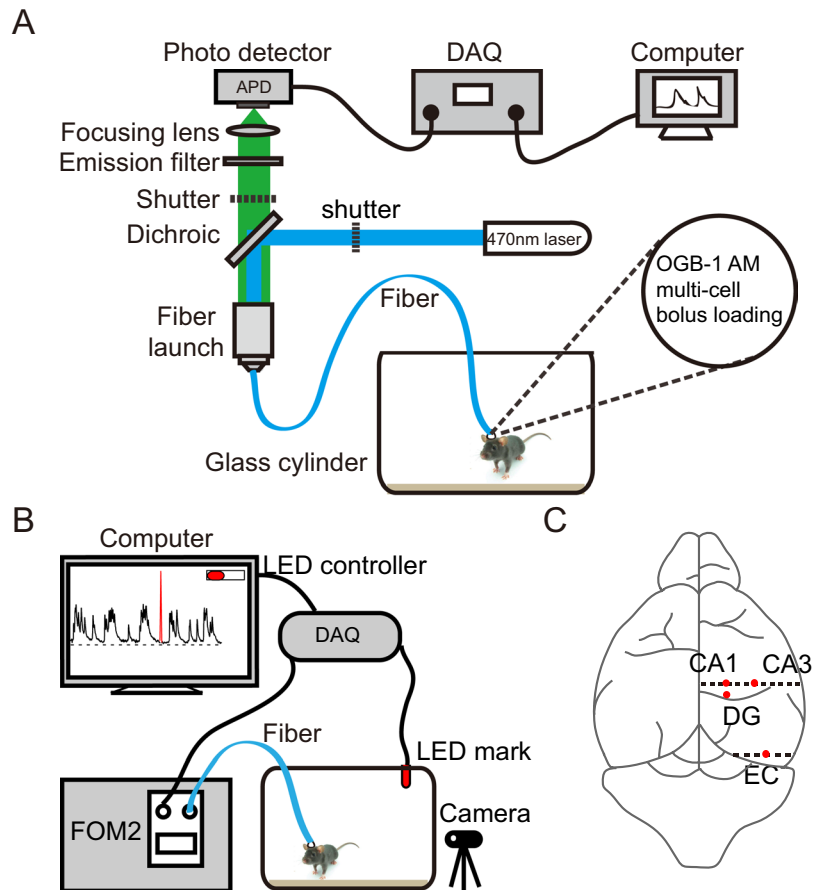 A
Photo detector
DAQ
Computer
APD
Focusing lens
Emission filter
Shutter
shutter
Dichroic
470nm laser
OGB-1 AM
multi-cell
bolus loading
Fiber
Fiber
launch
Glass cylinder
B
C
Computer
LED controller
DAQ
CA1
CA3
DG
Fiber
LED mark
EC
Camera
FOM2